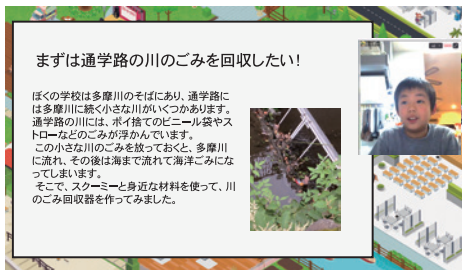 まずは通学路の川のごみを回収したい！
ぼくの学校は多摩川のそばにあり、通学路に
は多摩川に続く小さな川がいくつかあります。
通学路の川には、ポイ捨てのビニール袋やス
トローなどのごみが浮かんでいます。
この小さな川のごみを放っておくと、多摩川
に流れ、その後は海まで流れて海洋ごみにな
ってしまいます。
そこで、スクーミーと身近な材料を使って、川
のごみ回収器を作ってみました。